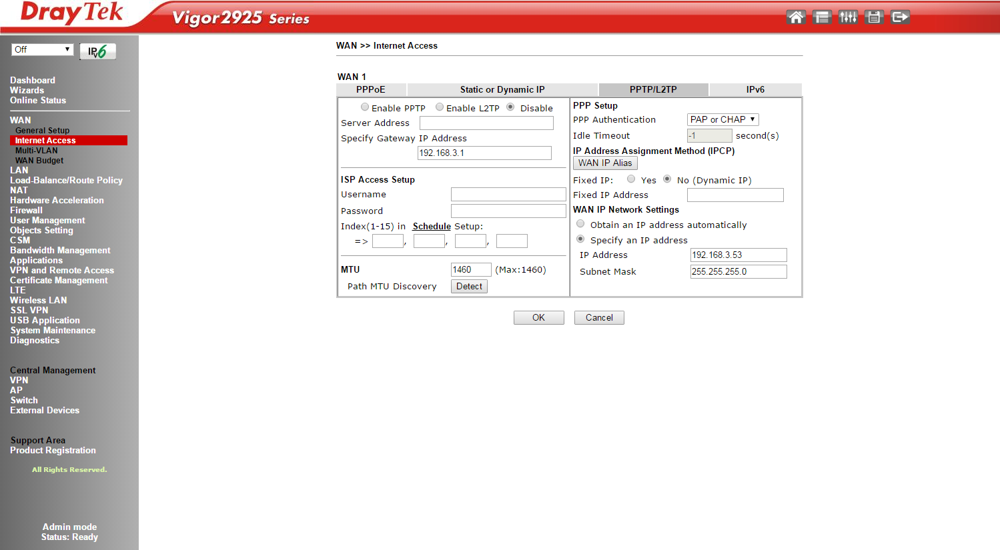 DrayTek
Vigor2925 Series
Off
IPv6
Dashboard
Wizards
Online Status
WAN
General Setup
Internet Access
Multi-VLAN
WAN Budget
LAN
Load-Balance/Route Policy
NAT
Hardware Acceleration
Firewall
User Management
Objects Setting
CSM
Bandwidth Management
Applications
VPN and Remote Access
Certificate Management
LTE
Wireless LAN
SSL VPN
USB Application
System Maintenance
Diagnostics
Central Management
VPN
AP
Switch
External Devices
Support Area
Product Registration
All Rights Reserved.
Admin mode
Status: Ready
WAN >> Internet Access
WAN 1
PPPoE Static or Dynamic IP PPTP/L2TP IPv6
Enable PPTP Enable L2TP Disable
Server Address
Specify Gateway IP Address
192.168.3.1
ISP Access Setup
Username
Password
Index(1-15) in Schedule Setup:
=> , , ,
MTU 1460 (Max:1460)
Path MTU Discovery Detect
PPP Setup
PPP Authentication PAP or CHAP
Idle Timeout -1 second(s)
IP Address Assignment Method (IPCP)
WAN IP Alias
Fixed IP: Yes No (Dynamic IP)
Fixed IP Address
WAN IP Network Settings
Obtain an IP address automatically
Specify an IP address
IP Address 192.168.3.53
Subnet Mask 255.255.255.0
OK Cancel